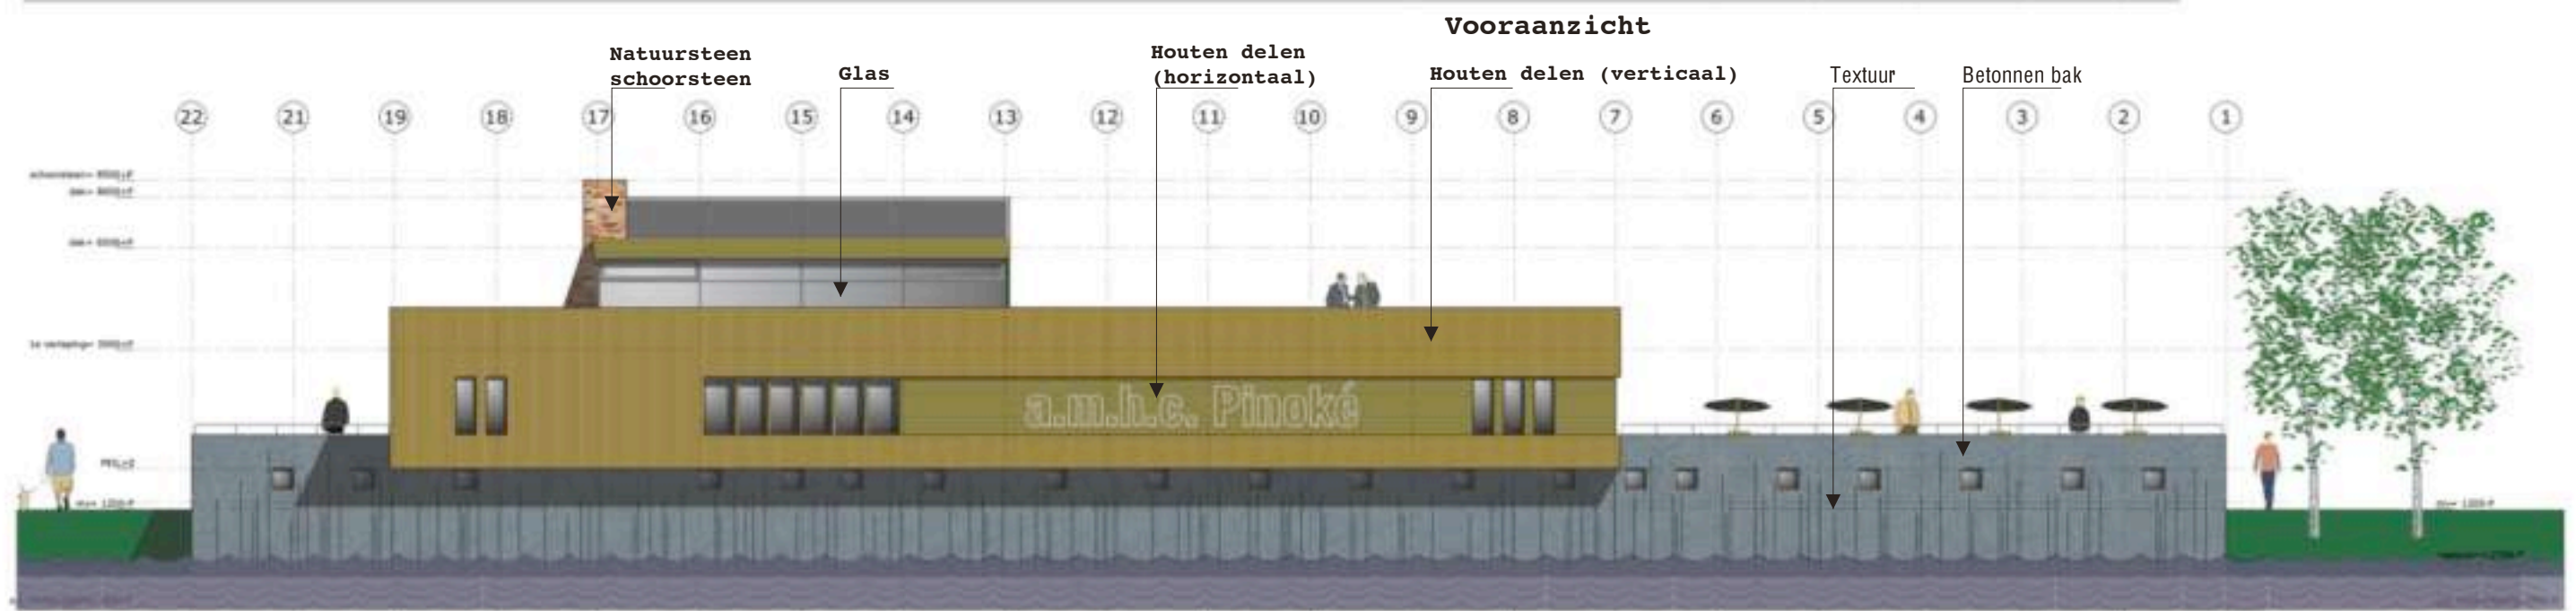 Vooraanzicht
Natuursteen
schoorsteen
Glas
Houten delen
(horizontaal)
Houten delen (verticaal)
Textuur
Betonnen bak
22 21 19 18 17 16 15 14 13 12 11 10 9 8 7 6 5 4 3 2 1
a.m.h.c. Pinoké